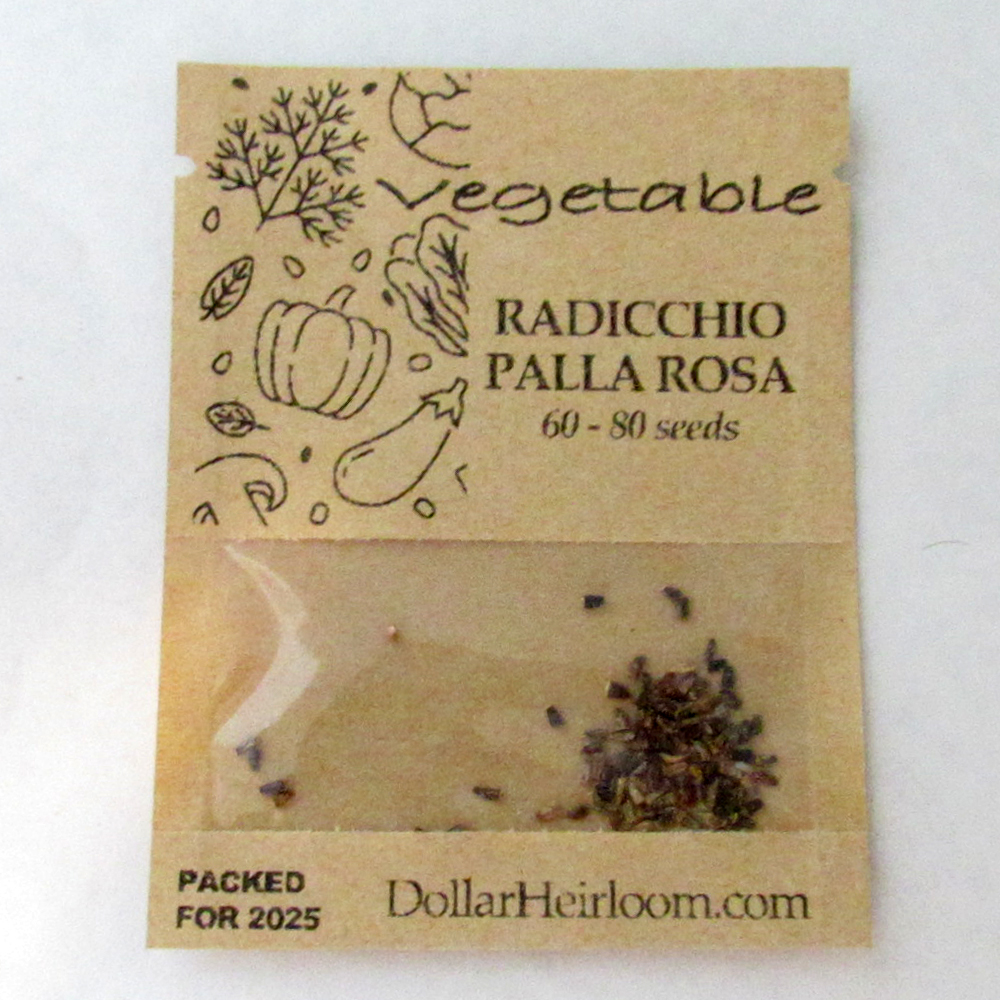 vegetable
RADICCHIO
PALLA ROSA
60 - 80 seeds
PACKED
FOR 2025
DollarHeirloom.com